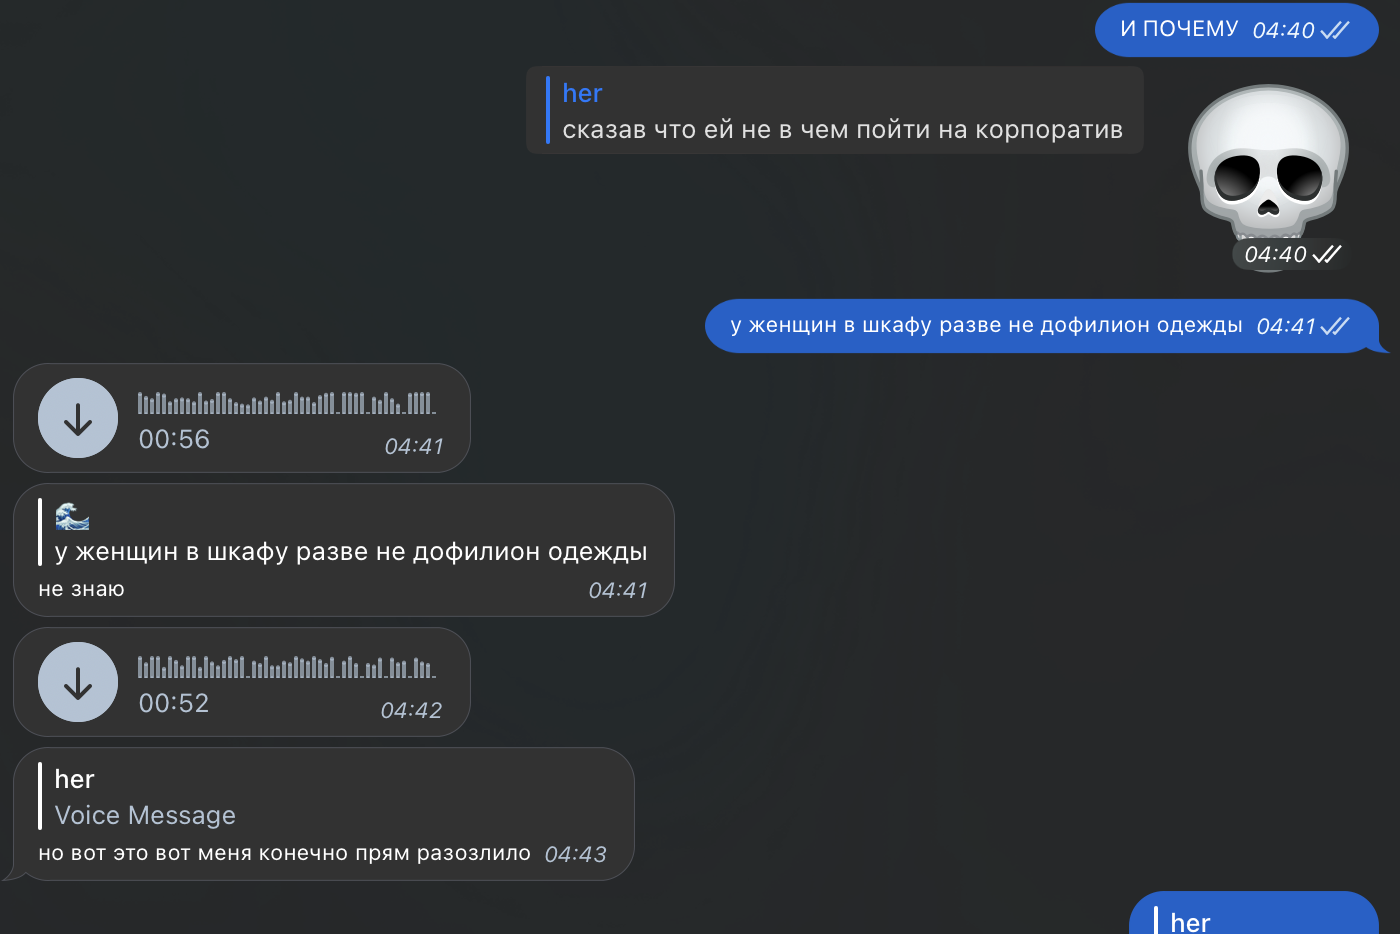 И ПОЧЕМУ 04:40
her
сказав что ей не в чем пойти на корпоратив
04:40
у женщин в шкафу разве не дофилион одежды 04:41
00:56 04:41
у женщин в шкафу разве не дофилион одежды
не знаю 04:41
00:52 04:42
her
Voice Message
но вот это вот меня конечно прям разозлило 04:43
her